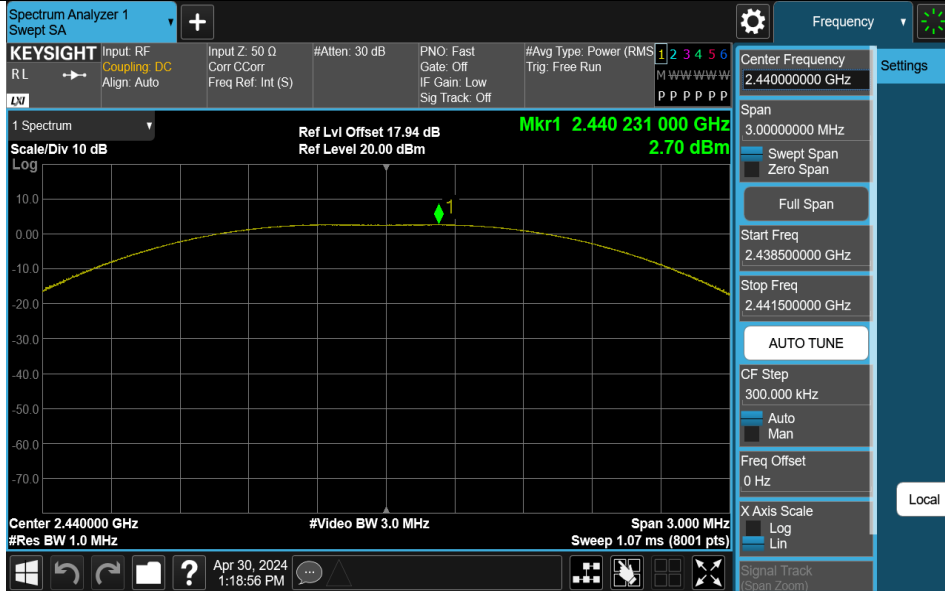 Spectrum Analyzer 1
Swept SA
+
Frequency
KEYSIGHT
R L
LXI
Input: RF
Coupling: DC
Align: Auto
Input Z: 50 Ω
Corr CCorr
Freq Ref: Int (S)
#Atten: 30 dB
PNO: Fast
Gate: Off
IF Gain: Low
Sig Track: Off
#Avg Type: Power (RMS
Trig: Free Run
1 2 3 4 5 6
M W W W W W
P P P P P P
1 Spectrum
Scale/Div 10 dB
Log
Ref Lvl Offset 17.94 dB
Ref Level 20.00 dBm
Mkr1 2.440 231 000 GHz
2.70 dBm
1
10.0
0.00
-10.0
-20.0
-30.0
-40.0
-50.0
-60.0
-70.0
Center 2.440000 GHz
#Res BW 1.0 MHz
#Video BW 3.0 MHz
Span 3.000 MHz
Sweep 1.07 ms (8001 pts)
?
Apr 30, 2024
1:18:56 PM
Center Frequency
2.440000000 GHz
Span
3.00000000 MHz
Swept Span
Zero Span
Full Span
Start Freq
2.438500000 GHz
Stop Freq
2.441500000 GHz
AUTO TUNE
CF Step
300.000 kHz
Auto
Man
Freq Offset
0 Hz
X Axis Scale
Log
Lin
Signal Track
(Span Zoom)
Settings
Local